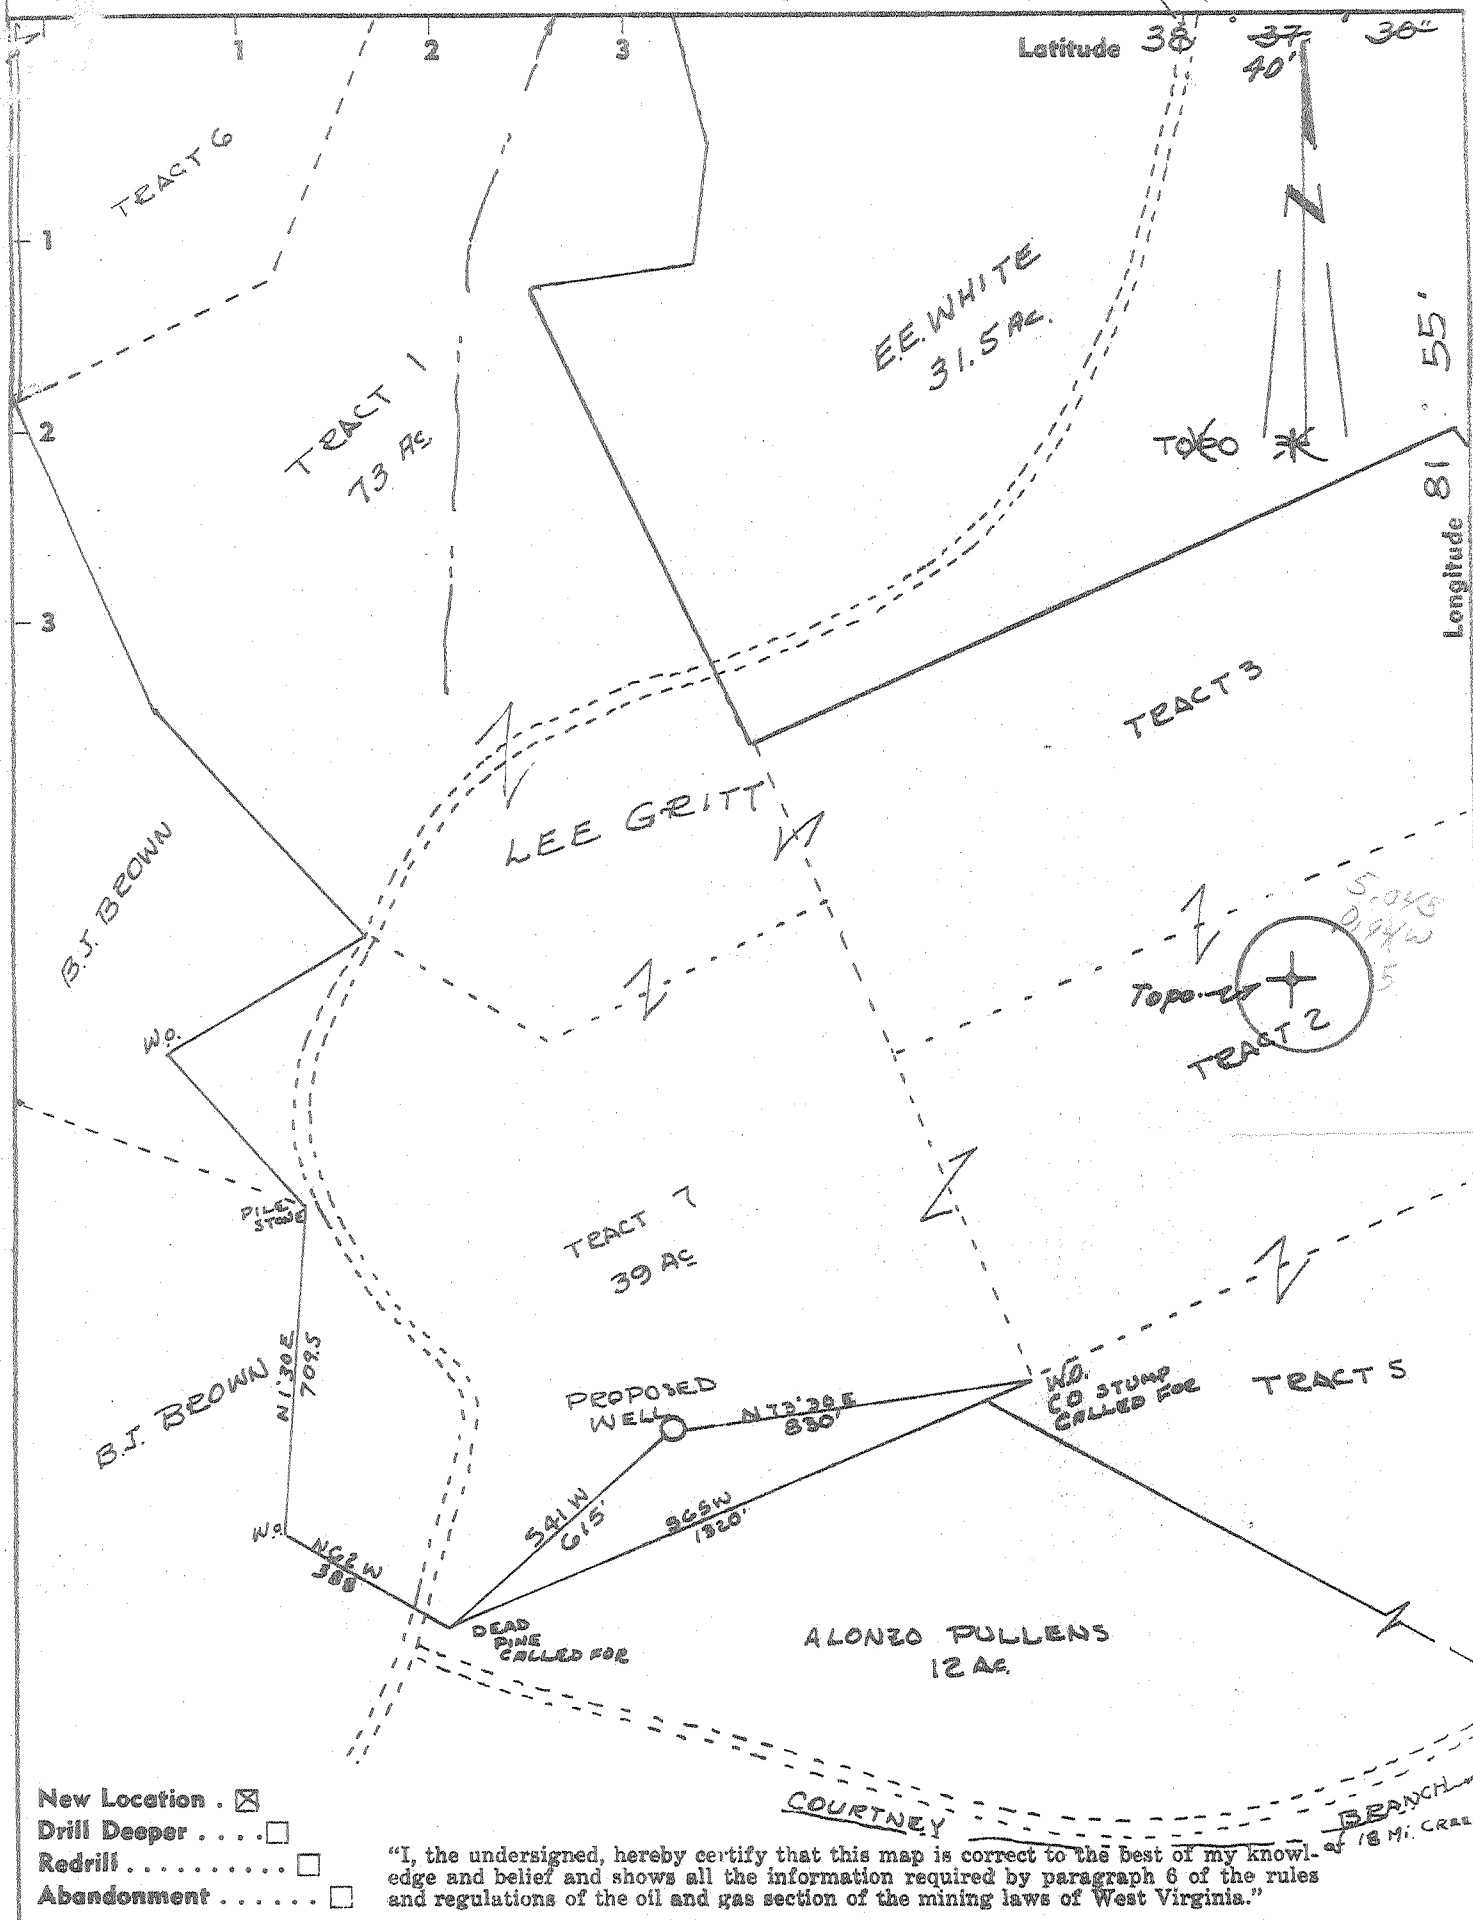 1 2 3
Latitude 38° 37' 30"
40'
TRACT 6
1
E.E. WHITE
31.5 Ac.
Longitude 81 55'
TRACT 1
73 Ac
2
TOPO
3
TRACT 3
LEE GRITT
B.J. BROWN
Topo
TRACT 2
W.O.
PILE
STONE
TRACT 7
39 Ac
N 1° 30 E
709.5
B.J. BROWN
PROPOSED
WELL
N 73° 30 E
830'
W.O.
CO STUMP
CALLED FOR
TRACT 5
S41 W
615'
S65W
1320'
W.O.
N62 W
388
DEAD
PINE
CALLED FOR
ALONZO PULLENS
12 Ac.
COURTNEY BRANCH
of 18 Mi. CREE
New Location . ☒
Drill Deeper . . . . ☐
Redrill . . . . . . . . . . ☐
Abandonment . . . . . . ☐
"I, the undersigned, hereby certify that this map is correct to the best of my knowl-
edge and belief and shows all the information required by paragraph 6 of the rules
and regulations of the oil and gas section of the mining laws of West Virginia."